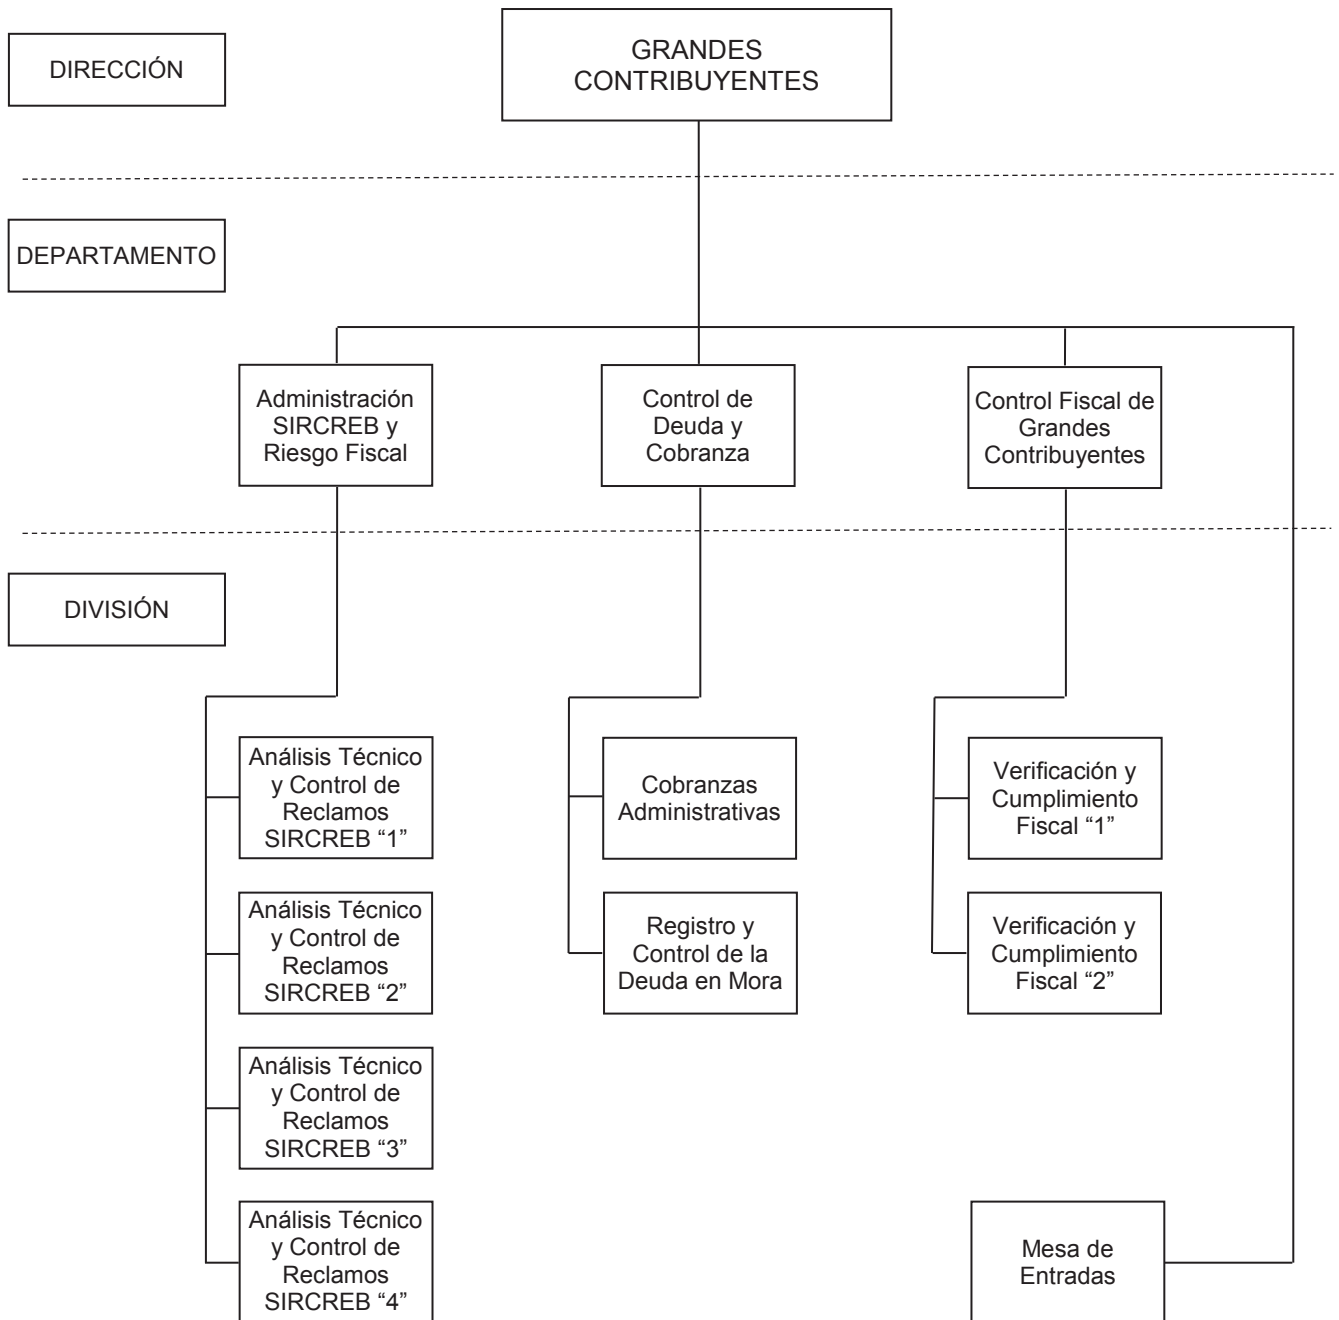 DIRECCIÓN
GRANDES
CONTRIBUYENTES
DEPARTAMENTO
Administración
SIRCREB y
Riesgo Fiscal
Control de
Deuda y
Cobranza
Control Fiscal de
Grandes
Contribuyentes
DIVISIÓN
Análisis Técnico
y Control de
Reclamos
SIRCREB “1”
Cobranzas
Administrativas
Verificación y
Cumplimiento
Fiscal “1”
Análisis Técnico
y Control de
Reclamos
SIRCREB “2”
Registro y
Control de la
Deuda en Mora
Verificación y
Cumplimiento
Fiscal “2”
Análisis Técnico
y Control de
Reclamos
SIRCREB “3”
Análisis Técnico
y Control de
Reclamos
SIRCREB “4”
Mesa de
Entradas